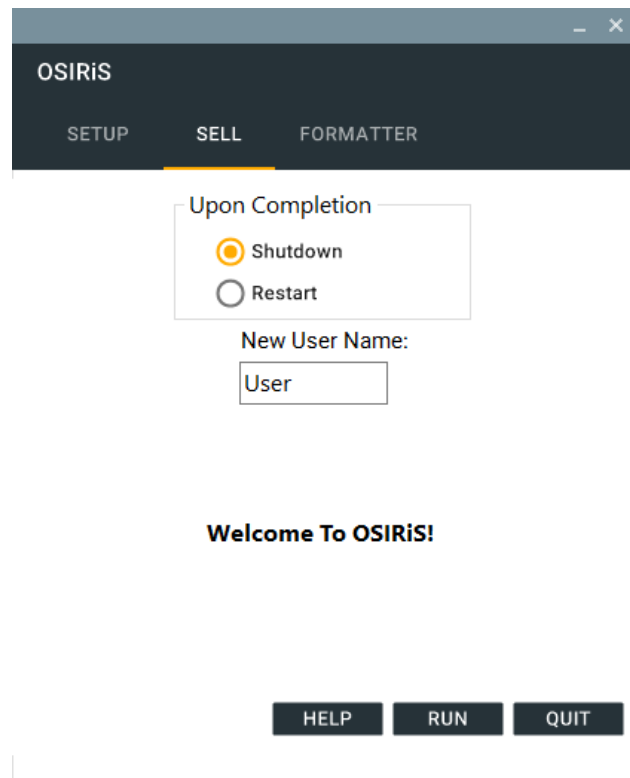 OSIRiS
SETUP SELL FORMATTER
Upon Completion
Shutdown
Restart
New User Name:
User
Welcome To OSIRiS!
HELP RUN QUIT